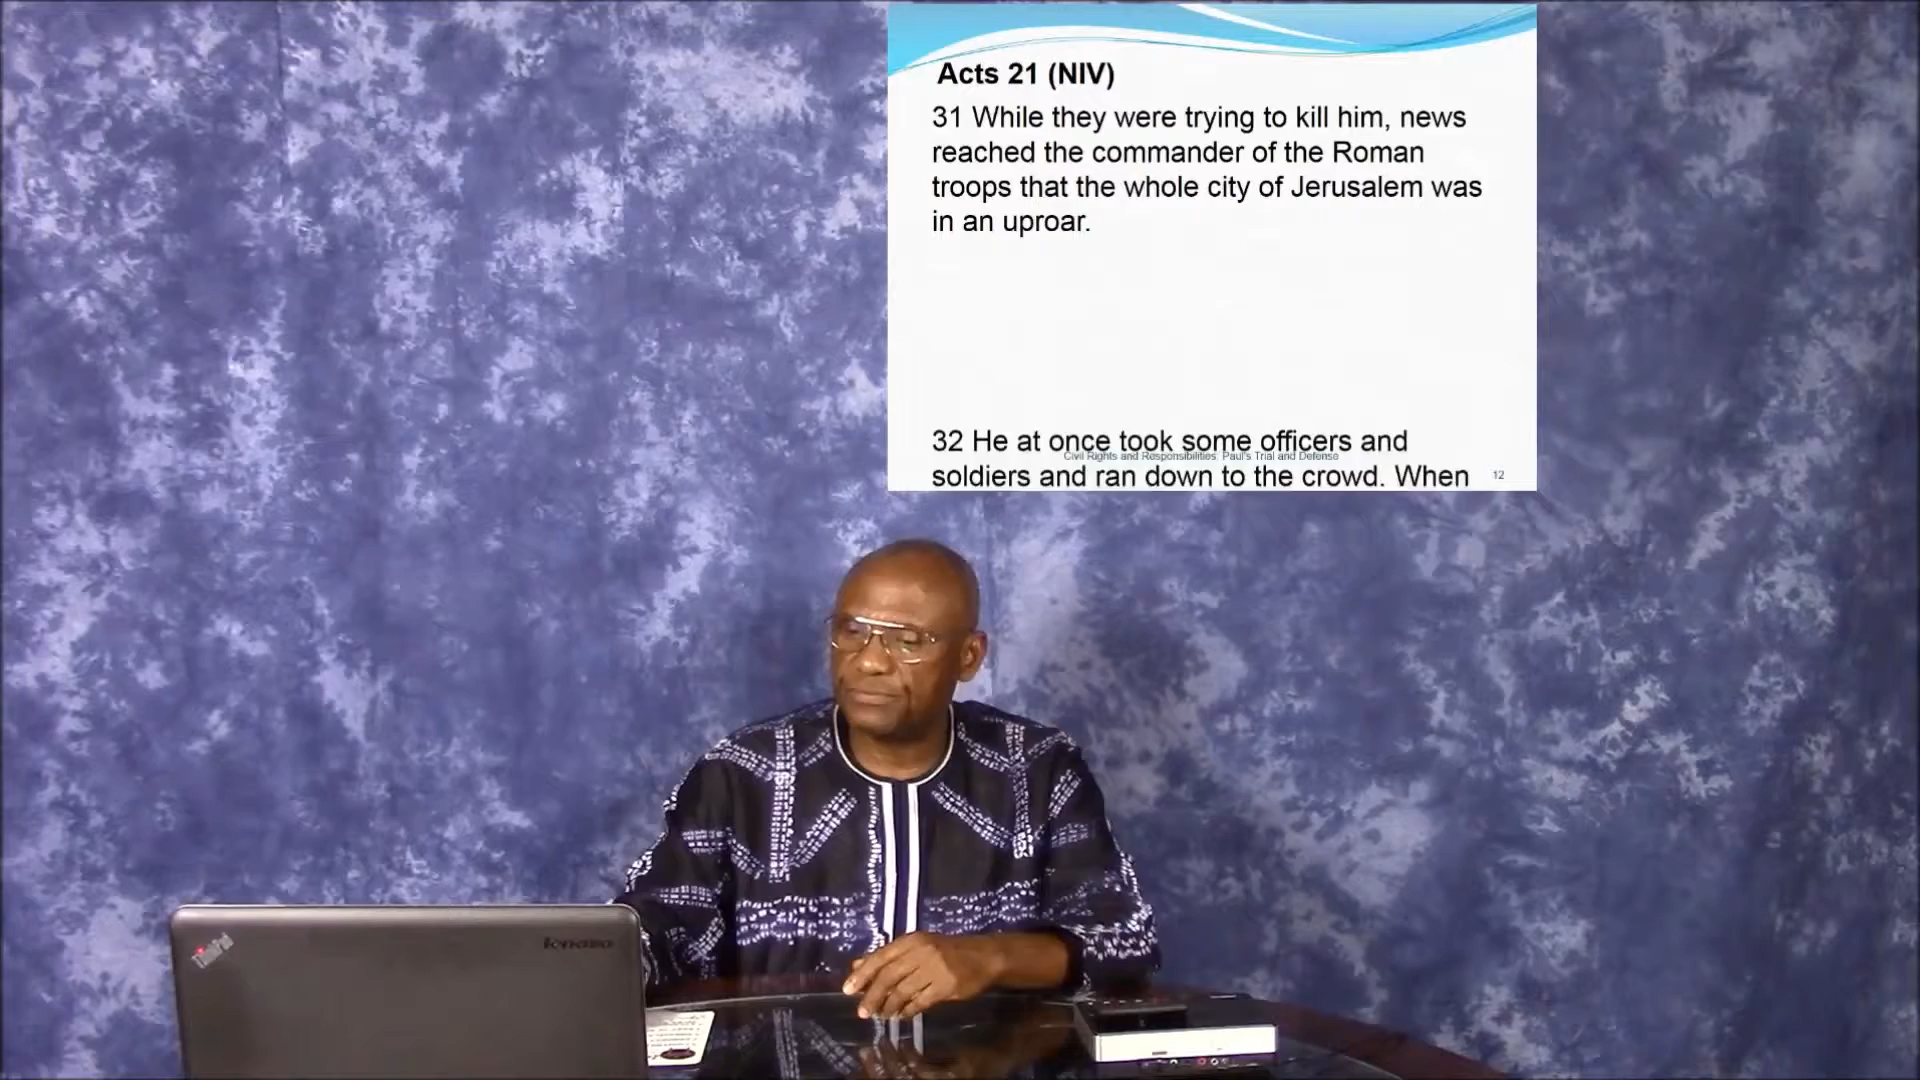 Acts 21 (NIV)
31 While they were trying to kill him, news
reached the commander of the Roman
troops that the whole city of Jerusalem was
in an uproar.
32 He at once took some officers and
Civil Rights and Responsibilities: Paul's Trial and Defense
soldiers and ran down to the crowd. When
12
ThinkPad
lenovo